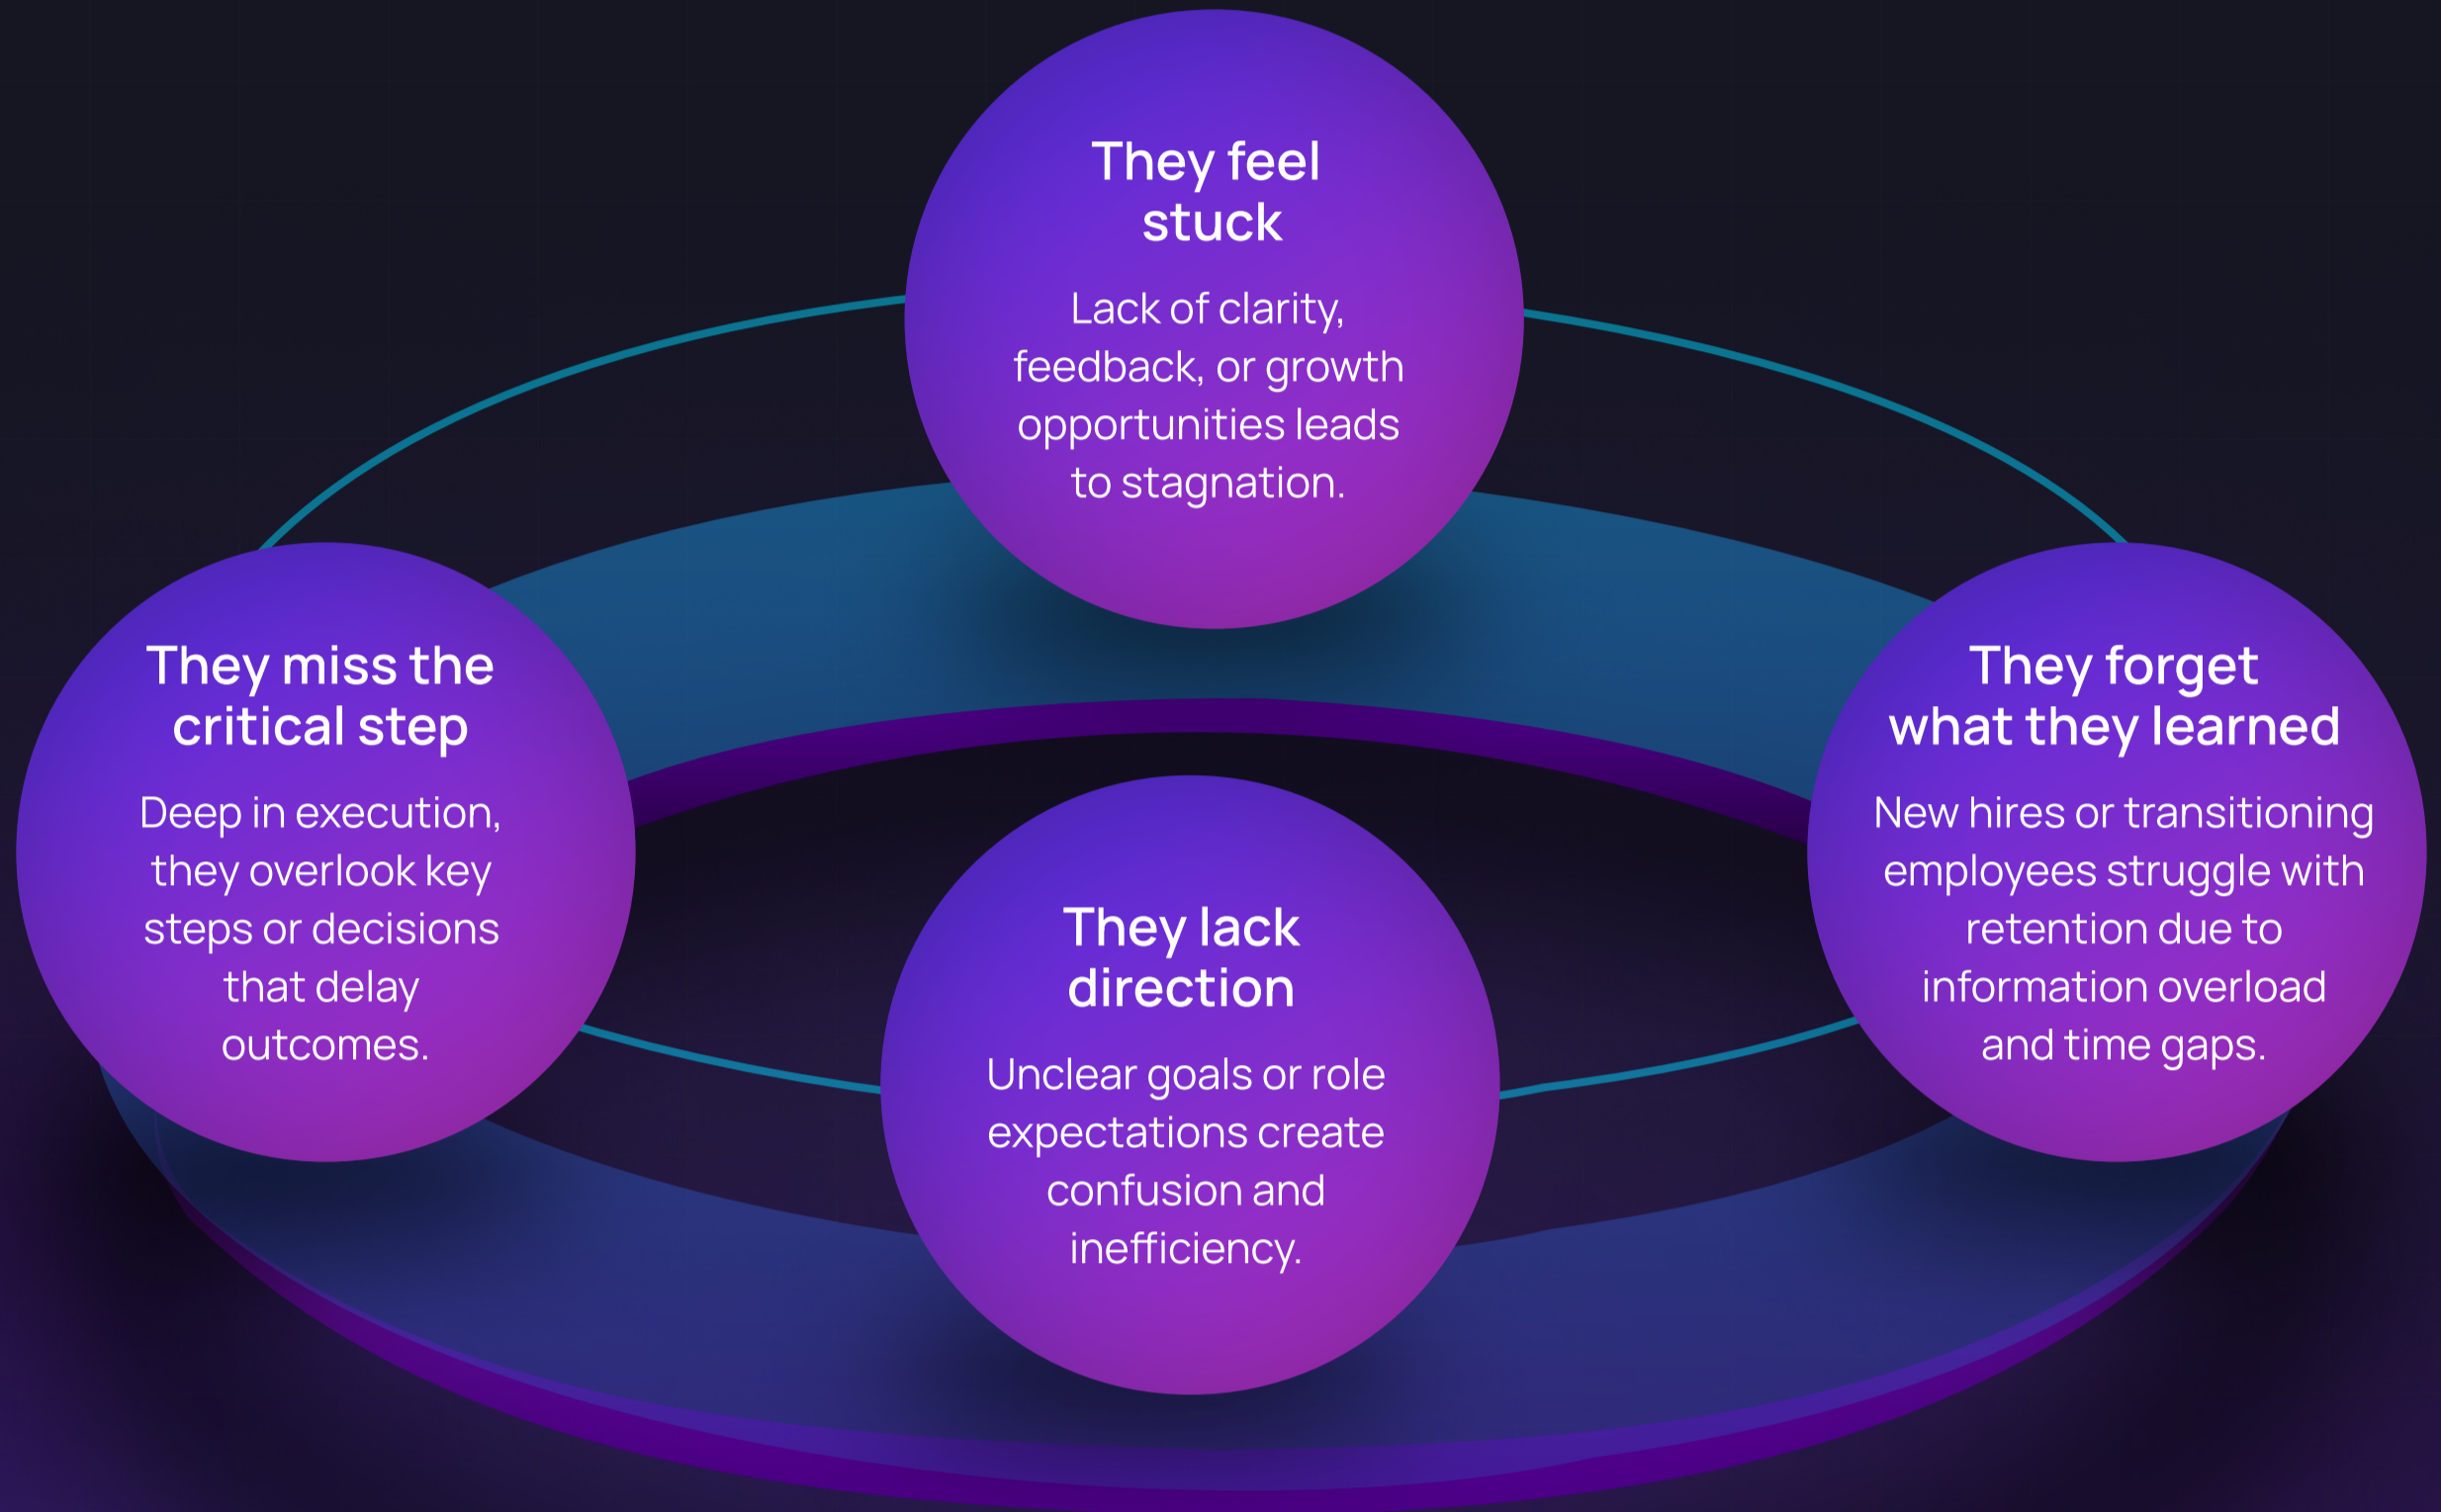 They feel
stuck
Lack of clarity,
feedback, or growth
opportunities leads
to stagnation.
They miss the
critical step
Deep in execution,
they overlook key
steps or decisions
that delay
outcomes.
They forget
what they learned
New hires or transitioning
employees struggle with
retention due to
information overload
and time gaps.
They lack
direction
Unclear goals or role
expectations create
confusion and
inefficiency.